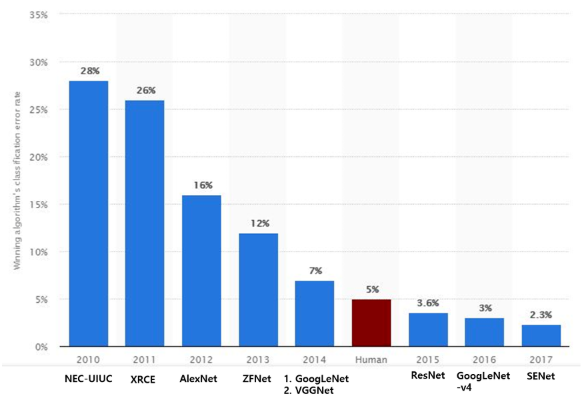 35%
30%
25%
20%
15%
10%
5%
0%
Winning algorithm's classification error rate
28%
26%
16%
12%
7%
5%
3.6%
3%
2.3%
2010
2011
2012
2013
2014
Human
2015
2016
2017
NEC-UIUC
XRCE
AlexNet
ZFNet
1. GoogLeNet
2. VGGNet
ResNet
GoogLeNet
-v4
SENet